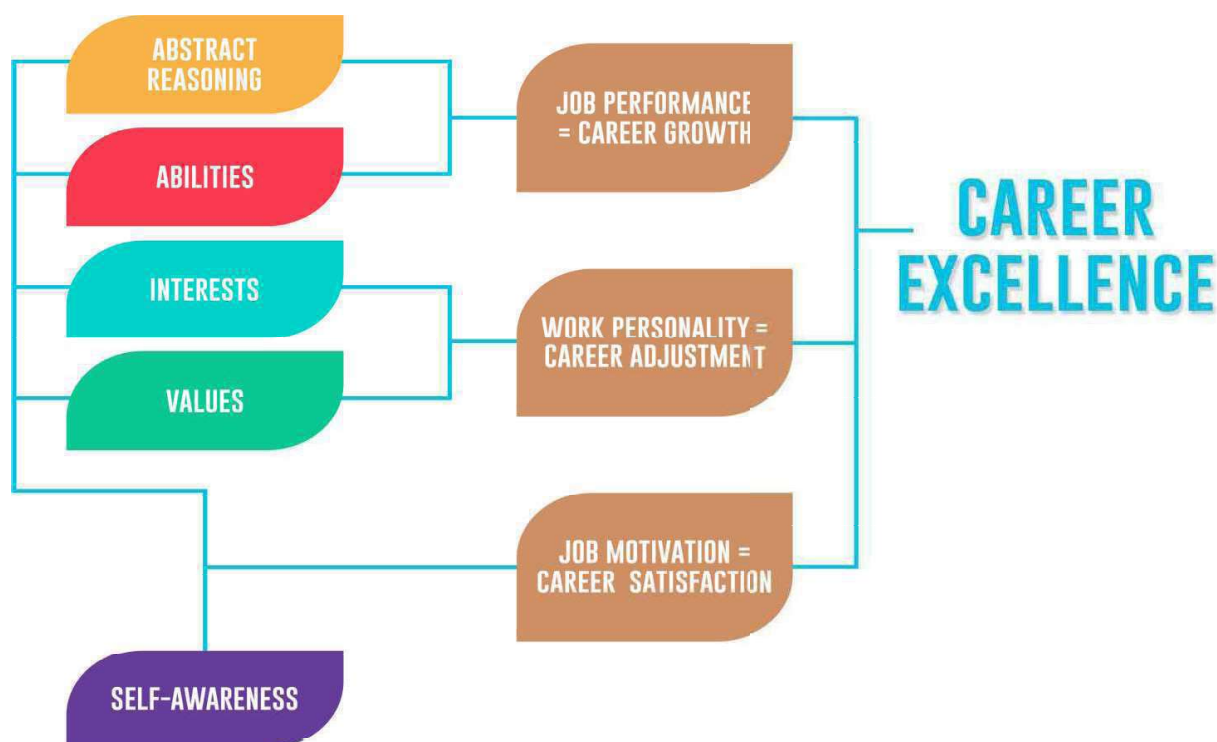 ABSTRACT
REASONING
ABILITIES
INTERESTS
VALUES
SELF-AWARENESS
JOB PERFORMANCE
= CAREER GROWTH
WORK PERSONALITY =
CAREER ADJUSTMENT
JOB MOTIVATION =
CAREER SATISFACTION
CAREER
EXCELLENCE